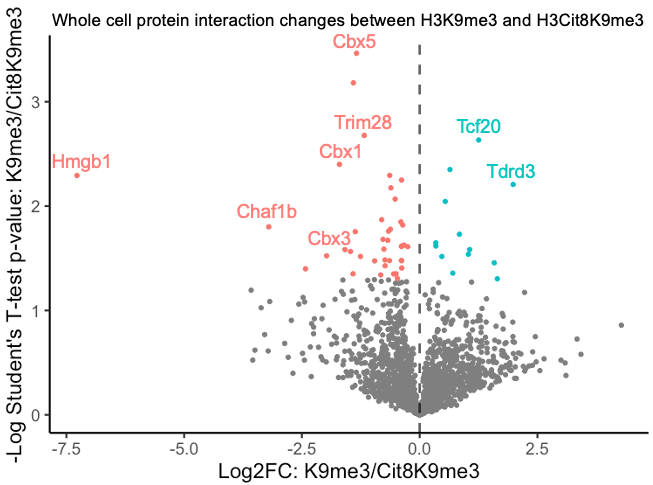 Whole cell protein interaction changes between H3K9me3 and H3Cit8K9me3
-Log Student's T-test p-value: K9me3/Cit8K9me3
Cbx5
Trim28
Tcf20
Cbx1
Hmgb1
Tdrd3
Chaf1b
Cbx3
3
2
1
0
-7.5
-5.0
-2.5
0.0
2.5
Log2FC: K9me3/Cit8K9me3